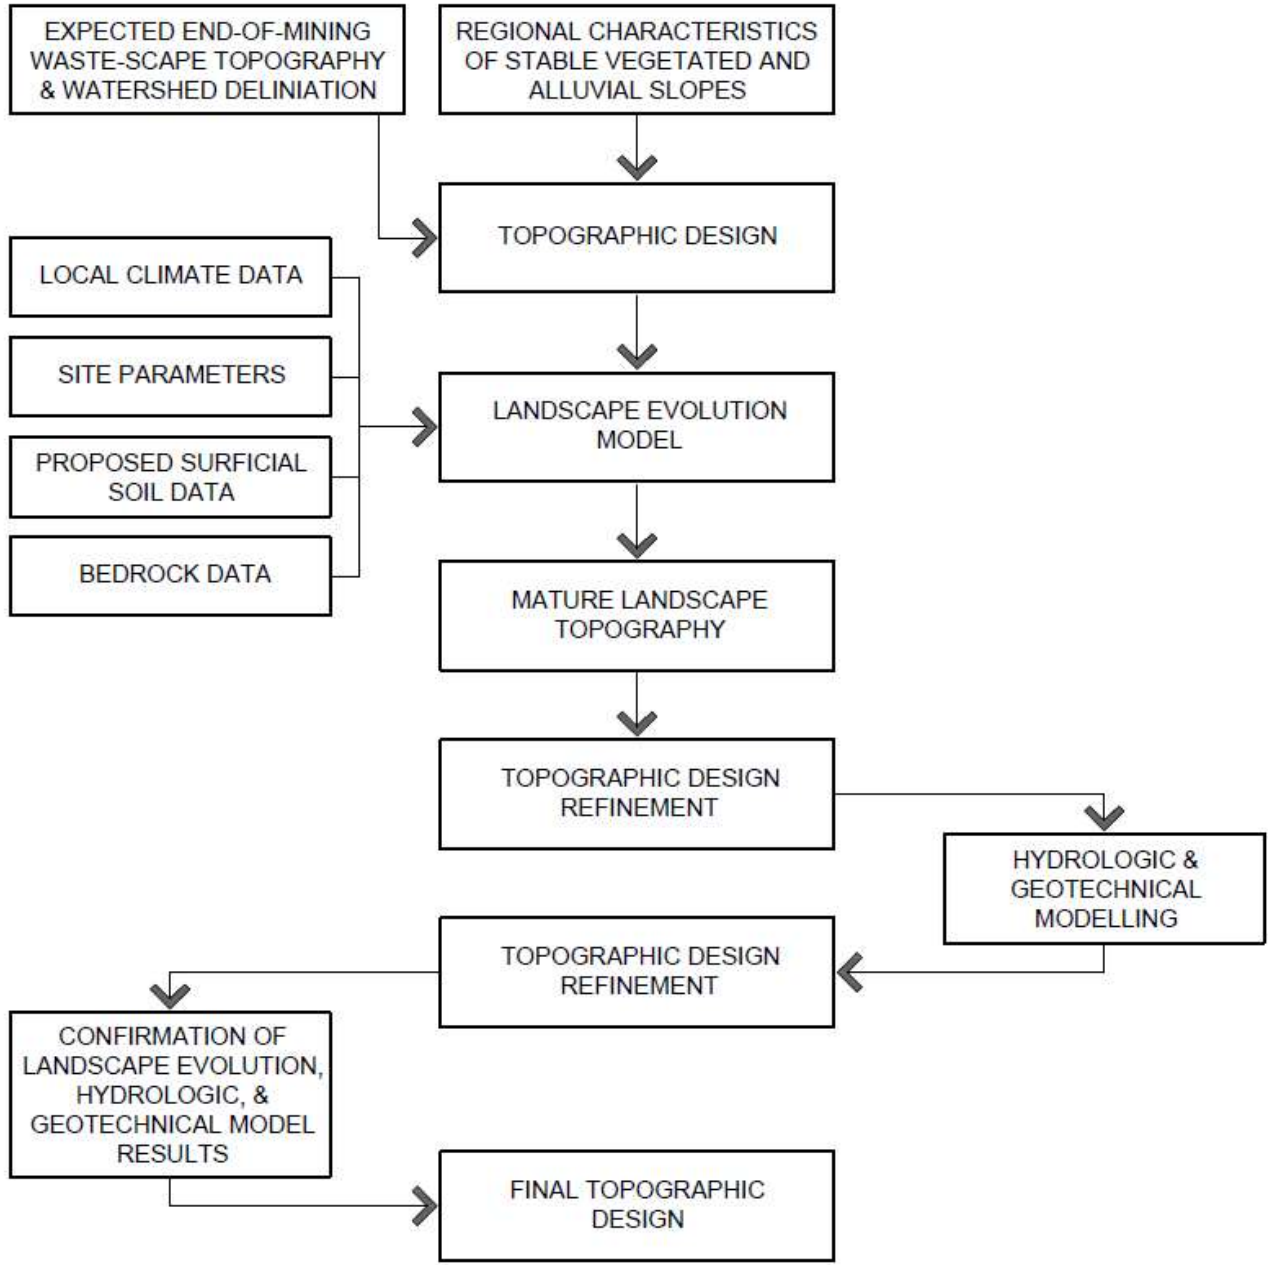 EXPECTED END-OF-MINING
WASTE-SCAPE TOPOGRAPHY
& WATERSHED DELINIATION
REGIONAL CHARACTERISTICS
OF STABLE VEGETATED AND
ALLUVIAL SLOPES
TOPOGRAPHIC DESIGN
LOCAL CLIMATE DATA
SITE PARAMETERS
PROPOSED SURFICIAL
SOIL DATA
BEDROCK DATA
LANDSCAPE EVOLUTION
MODEL
MATURE LANDSCAPE
TOPOGRAPHY
TOPOGRAPHIC DESIGN
REFINEMENT
HYDROLOGIC &
GEOTECHNICAL
MODELLING
TOPOGRAPHIC DESIGN
REFINEMENT
CONFIRMATION OF
LANDSCAPE EVOLUTION,
HYDROLOGIC, &
GEOTECHNICAL MODEL
RESULTS
FINAL TOPOGRAPHIC
DESIGN